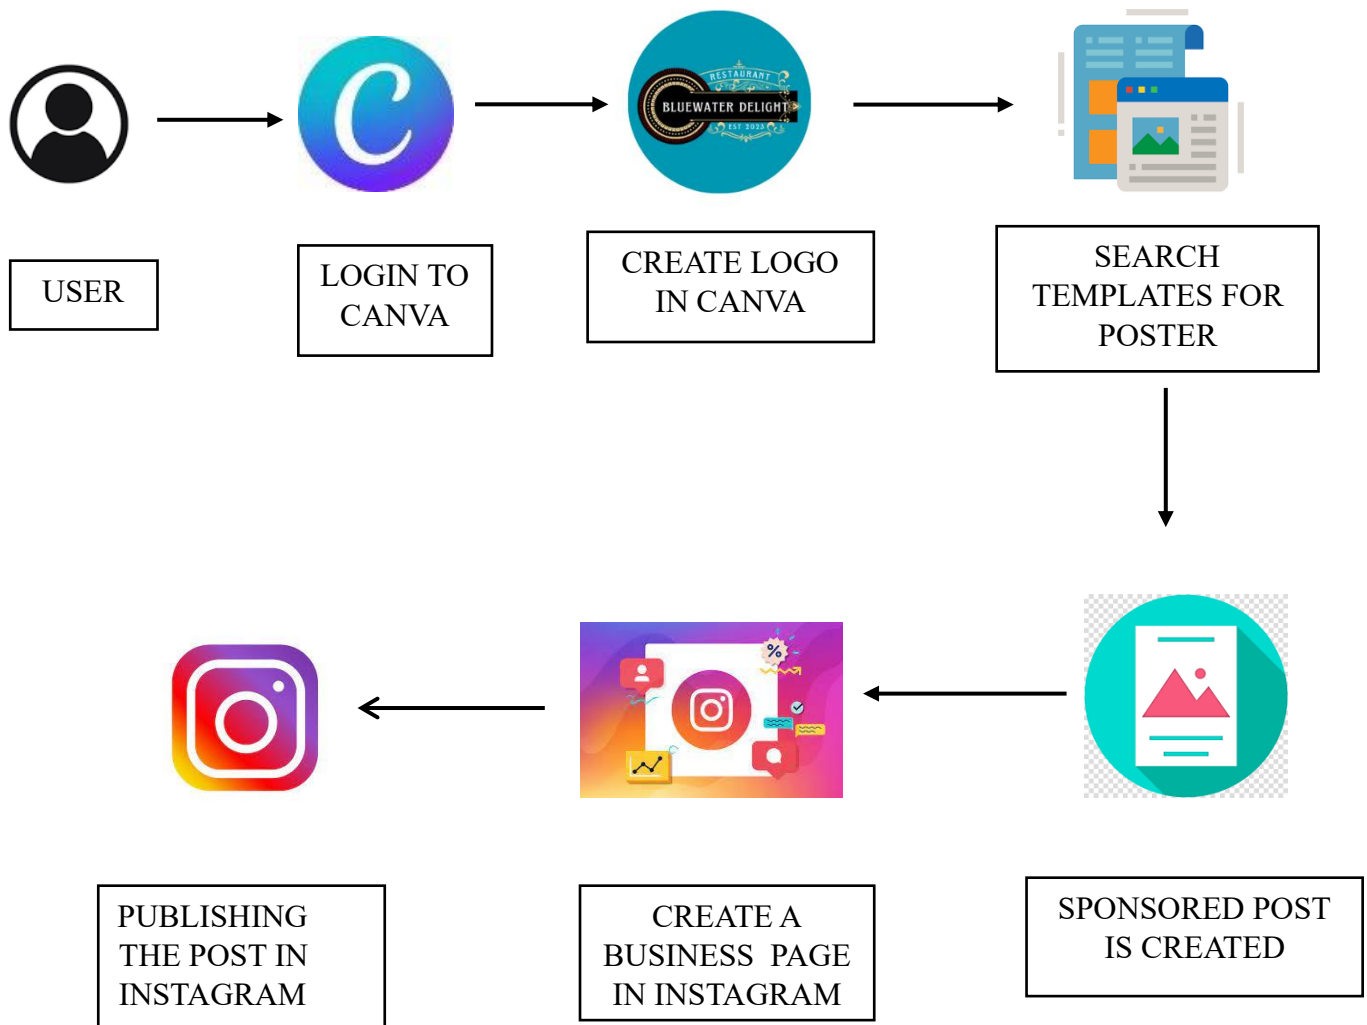 RESTAURANT
BLUEWATER DELIGHT
EST 2023
USER
LOGIN TO
CANVA
CREATE LOGO
IN CANVA
SEARCH
TEMPLATES FOR
POSTER
%
PUBLISHING
THE POST IN
INSTAGRAM
CREATE A
BUSINESS PAGE
IN INSTAGRAM
SPONSORED POST
IS CREATED